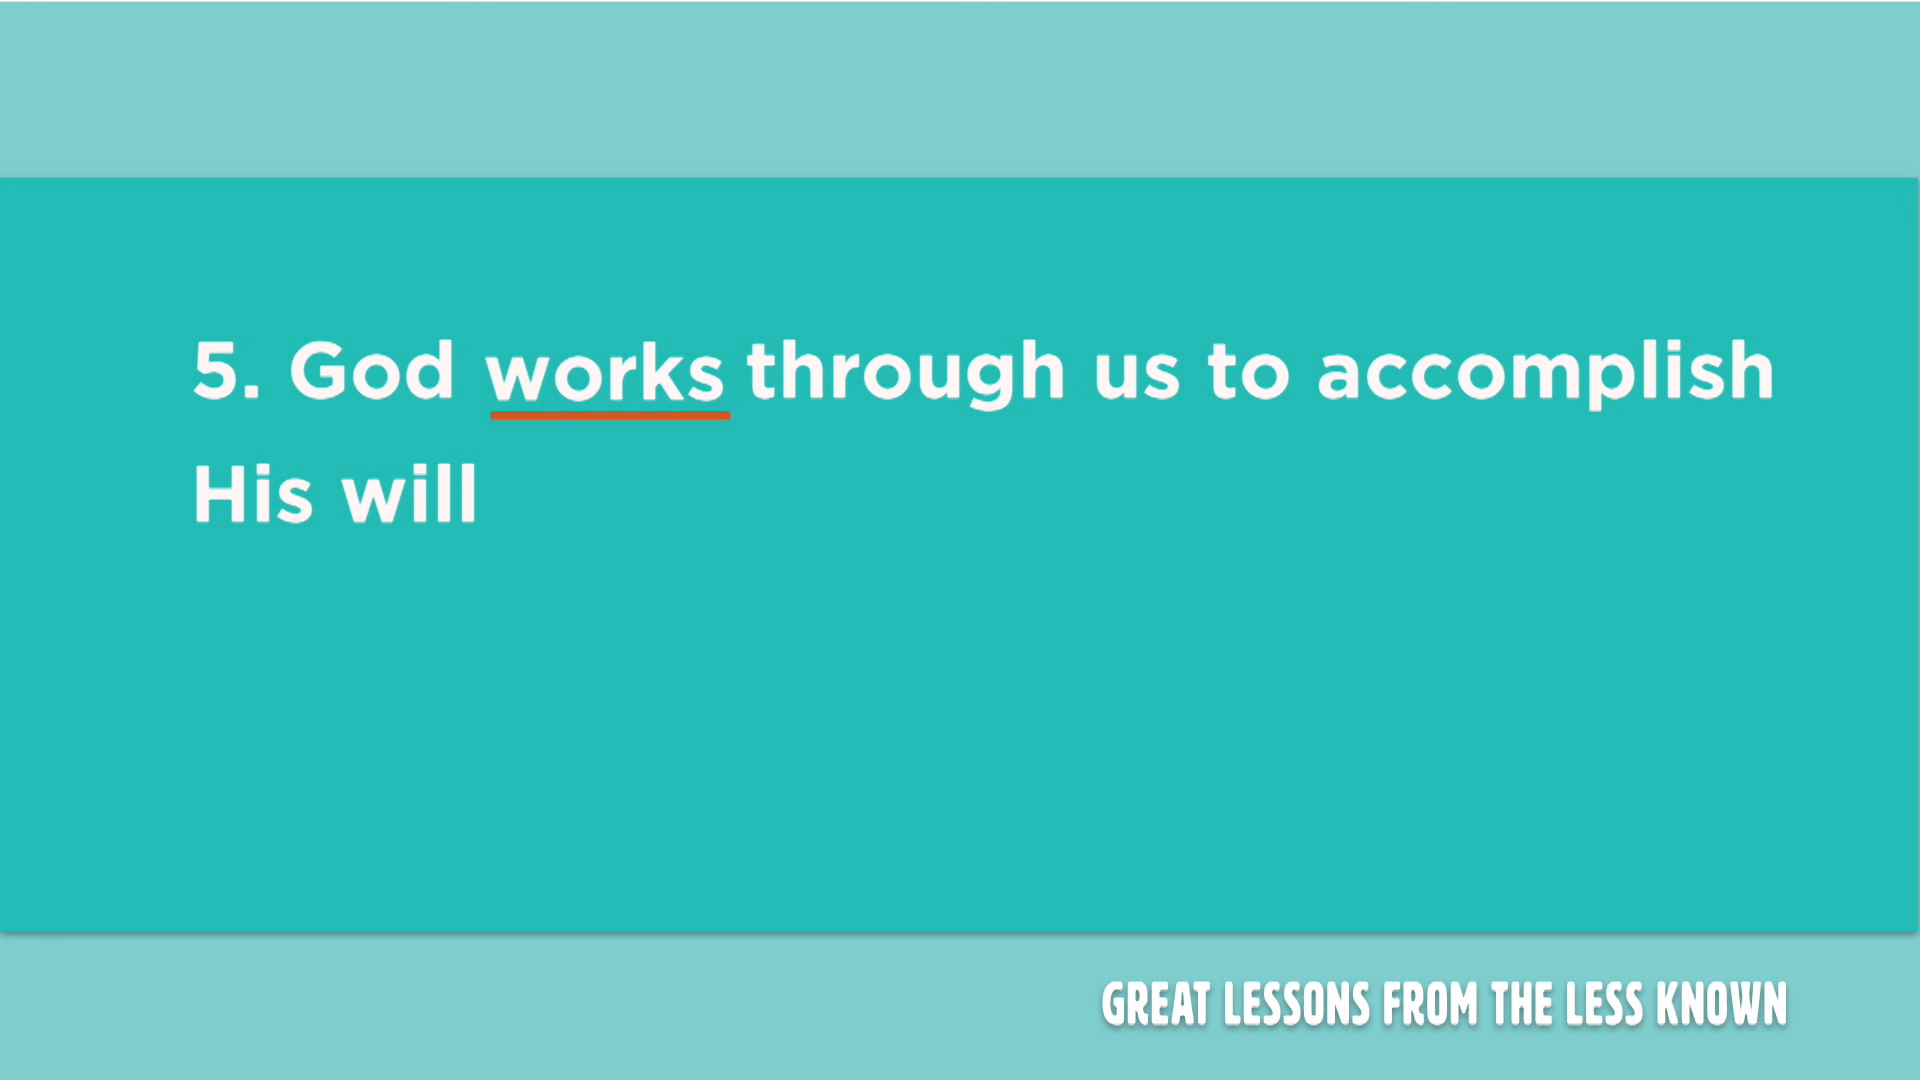 5. God works through us to accomplish
His will
GREAT LESSONS FROM THE LESS KNOWN